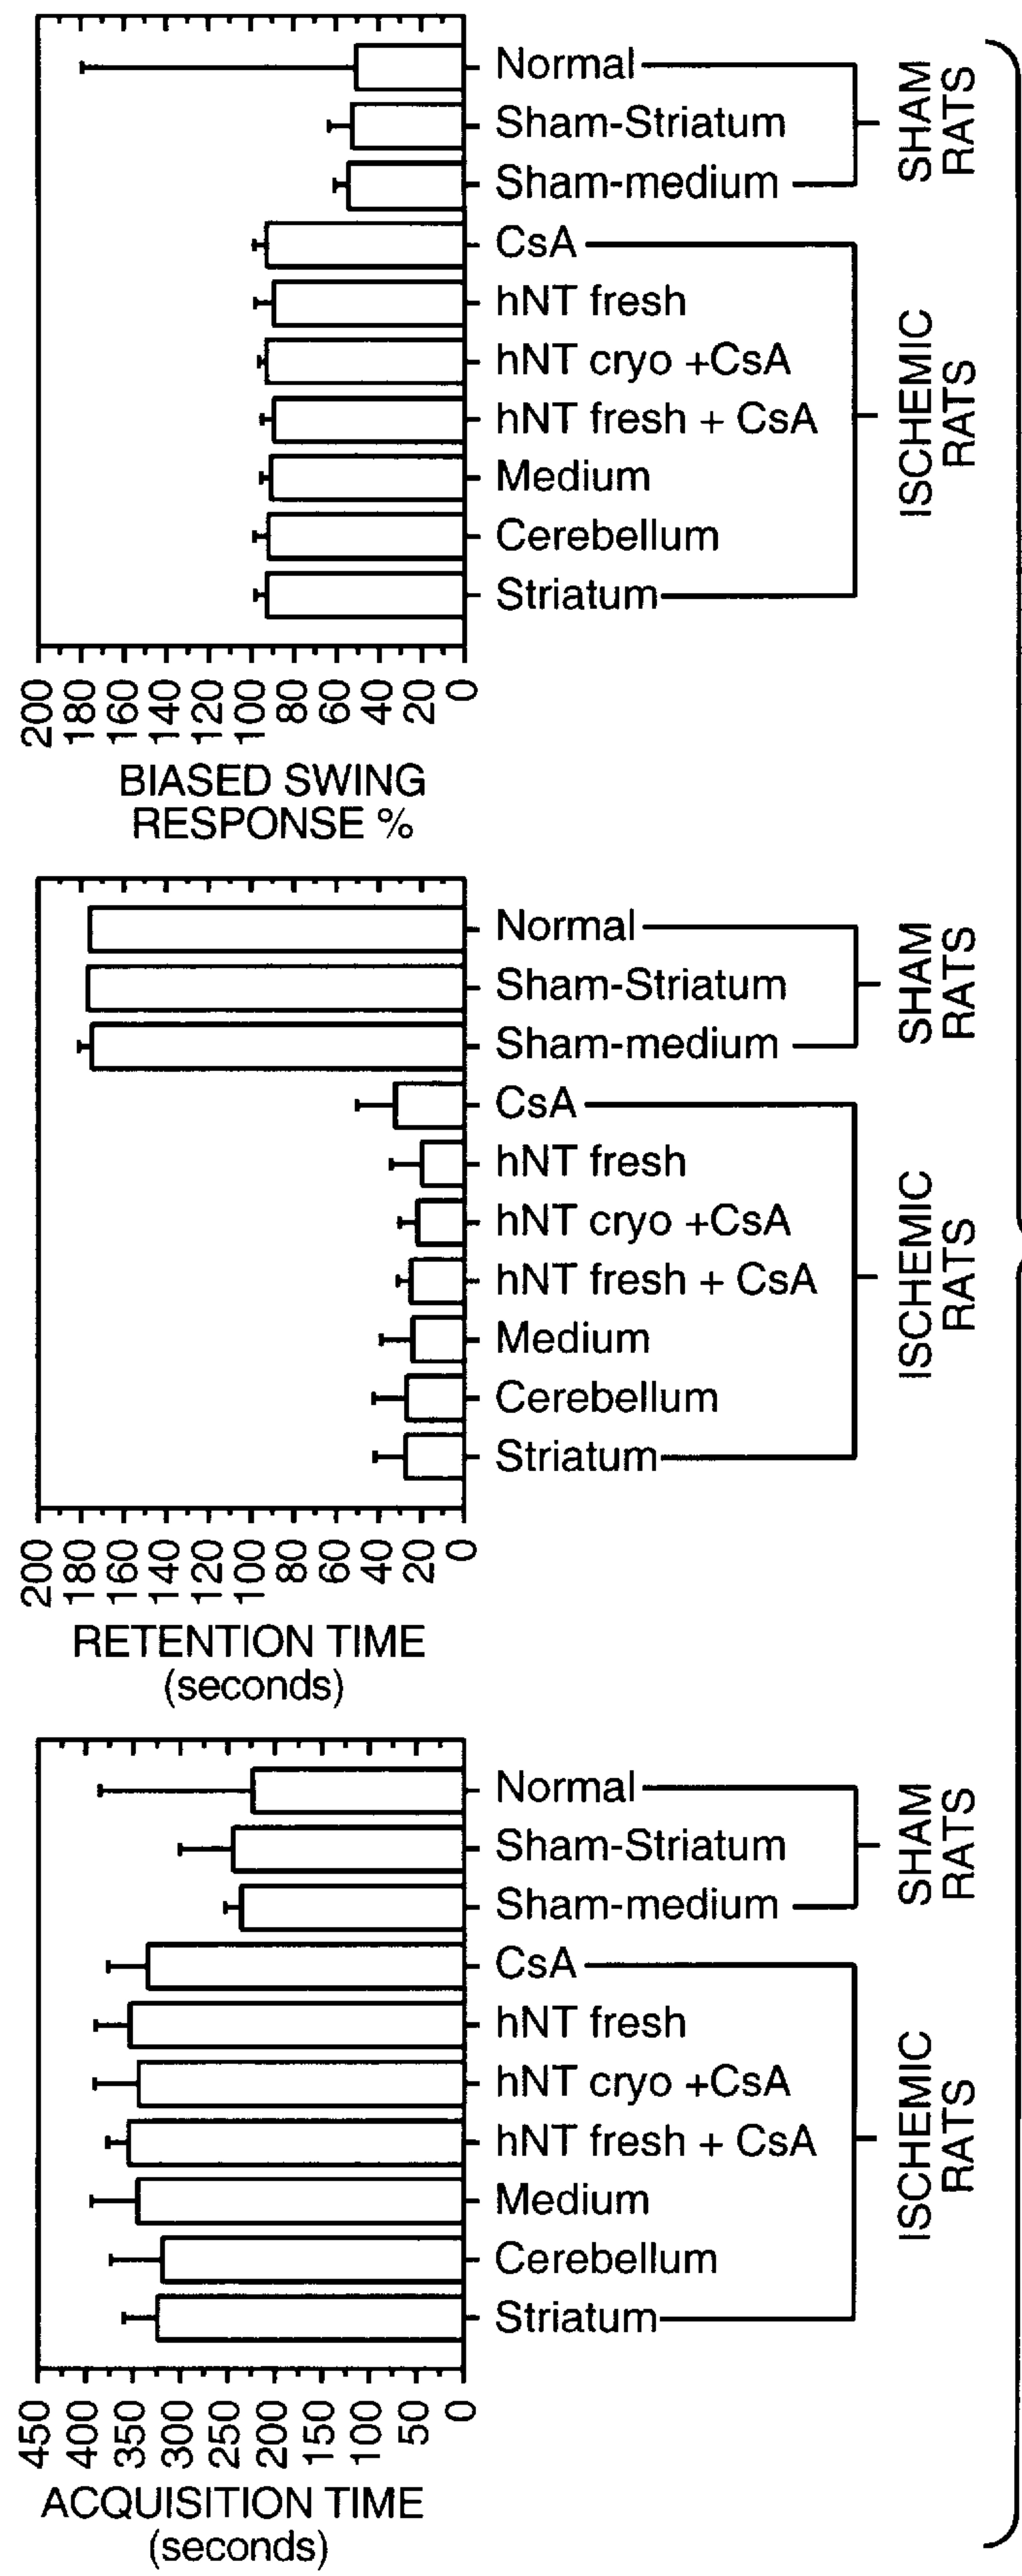 Normal
Sham-Striatum
Sham-medium
CsA
hNT fresh
hNT cryo +CsA
hNT fresh + CsA
Medium
Cerebellum
Striatum
SHAM
RATS
ISCHEMIC
RATS
200 180 160 140 120 100 80 60 40 20 0
BIASED SWING
RESPONSE %
Normal
Sham-Striatum
Sham-medium
CsA
hNT fresh
hNT cryo +CsA
hNT fresh + CsA
Medium
Cerebellum
Striatum
SHAM
RATS
ISCHEMIC
RATS
200 180 160 140 120 100 80 60 40 20 0
RETENTION TIME
(seconds)
Normal
Sham-Striatum
Sham-medium
CsA
hNT fresh
hNT cryo +CsA
hNT fresh + CsA
Medium
Cerebellum
Striatum
SHAM
RATS
ISCHEMIC
RATS
450 400 350 300 250 200 150 100 50 0
ACQUISITION TIME
(seconds)